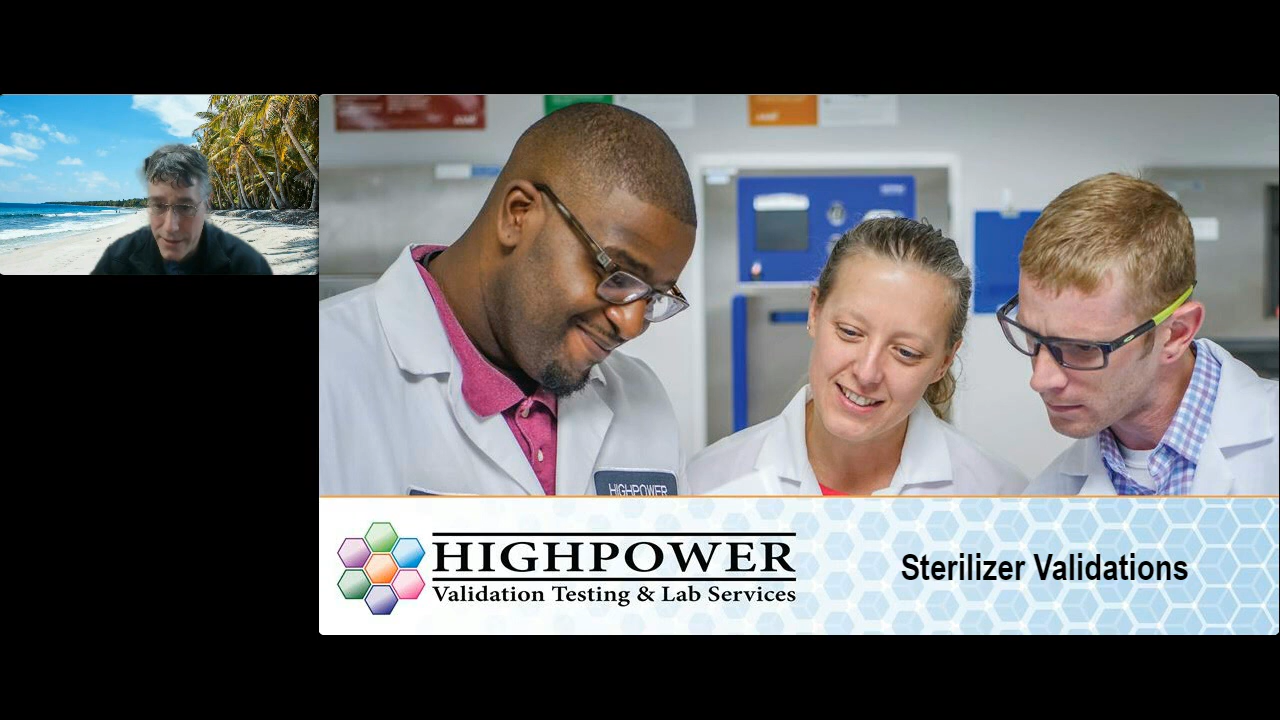 HIGHPOWER
HIGHPOWER
Validation Testing & Lab Services
Sterilizer Validations